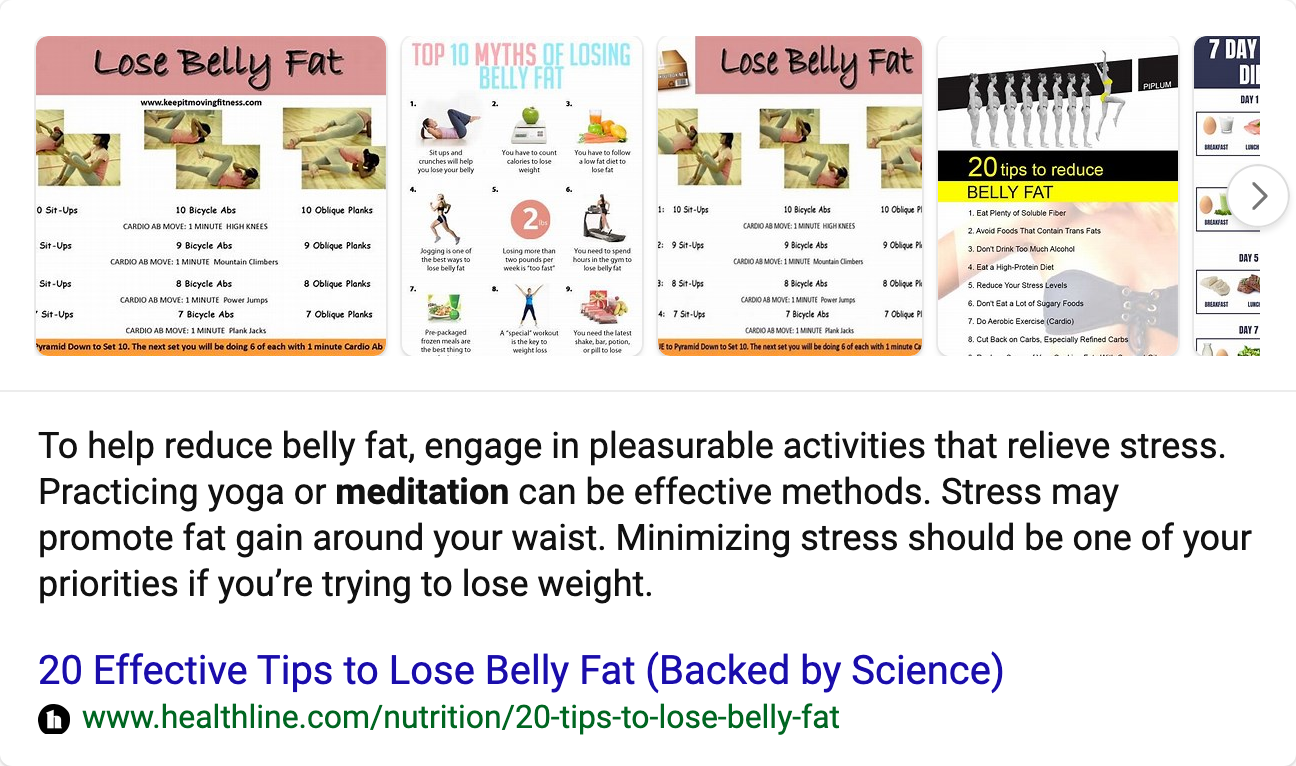 Lose Belly Fat
www.keepitmovingfitness.com
0 Sit-Ups 10 Bicycle Abs 10 Oblique Planks
CARDIO AB MOVE: 1 MINUTE HIGH KNEES
Sit-Ups 9 Bicycle Abs 9 Oblique Planks
CARDIO AB MOVE: 1 MINUTE Mountain Climbers
Sit-Ups 8 Bicycle Abs 8 Oblique Planks
CARDIO AB MOVE: 1 MINUTE Power Jumps
Sit-Ups 7 Bicycle Abs 7 Oblique Planks
CARDIO AB MOVE: 1 MINUTE Plank Jacks
Pyramid Down to Set 10. The next set you will be doing 6 of each with 1 minute Cardio Ab
TOP 10 MYTHS OF LOSING
BELLY FAT
1. 2. 3.
Sit ups and You have to count You have to follow
crunches will help calories to lose a low fat diet to
you lose your belly weight lose fat
4. 5. 6.
2 lbs
Jogging is one of Losing more than You need to spend
the best ways to two pounds per hours in the gym to
lose belly fat week is "too fast" lose belly fat
7. 8. 9.
Pre-packaged A "special" workout You need the latest
frozen meals are is the key to shake, bar, potion,
the best thing to weight loss or pill to lose
Lose Belly Fat
1: 10 Sit-Ups 10 Bicycle Abs 10 Oblique Pl
CARDIO AB MOVE: 1 MINUTE HIGH KNEES
2: 9 Sit-Ups 9 Bicycle Abs 9 Oblique Pl
CARDIO AB MOVE: 1 MINUTE Mountain Climbers
3: 8 Sit-Ups 8 Bicycle Abs 8 Oblique Pl
CARDIO AB MOVE: 1 MINUTE Power Jumps
4: 7 Sit-Ups 7 Bicycle Abs 7 Oblique Pl
CARDIO AB MOVE: 1 MINUTE Plank Jacks
to Pyramid Down to Set 10. The next set you will be doing 6 of each with 1 minute Ca
PIPLUM
20 tips to reduce
BELLY FAT
1. Eat Plenty of Soluble Fiber
2. Avoid Foods That Contain Trans Fats
3. Don't Drink Too Much Alcohol
4. Eat a High-Protein Diet
5. Reduce Your Stress Levels
6. Don't Eat a Lot of Sugary Foods
7. Do Aerobic Exercise (Cardio)
8. Cut Back on Carbs, Especially Refined Carbs
7 DAY
DI
DAY 1
BREAKFAST LUNCH
BREAKFAST
DAY 5
BREAKFAST LUNC
DAY 7
To help reduce belly fat, engage in pleasurable activities that relieve stress.
Practicing yoga or meditation can be effective methods. Stress may
promote fat gain around your waist. Minimizing stress should be one of your
priorities if you’re trying to lose weight.
20 Effective Tips to Lose Belly Fat (Backed by Science)
h www.healthline.com/nutrition/20-tips-to-lose-belly-fat